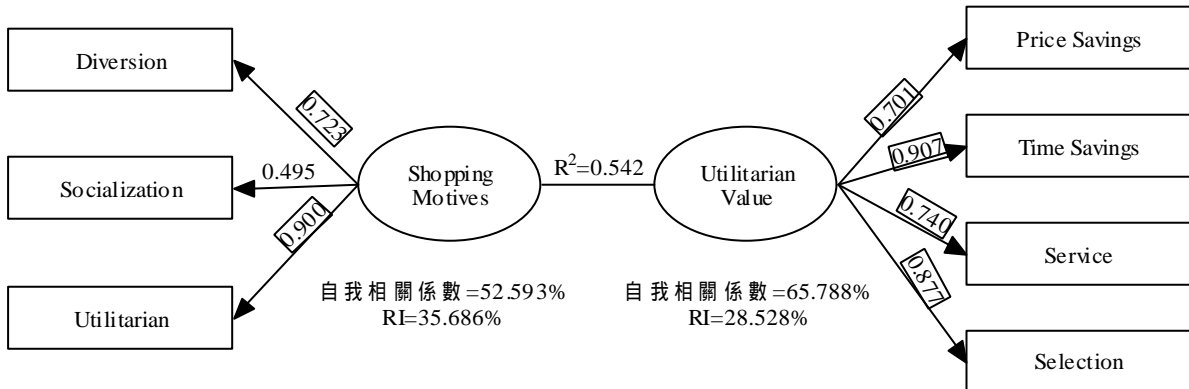 Diversion
Socialization
Utilitarian
0.723
0.495
0.900
Shopping
Motives
R²=0.542
Utilitarian
Value
自我相關係數=52.593%
RI=35.686%
自我相關係數=65.788%
RI=28.528%
0.701
0.907
0.740
0.877
Price Savings
Time Savings
Service
Selection